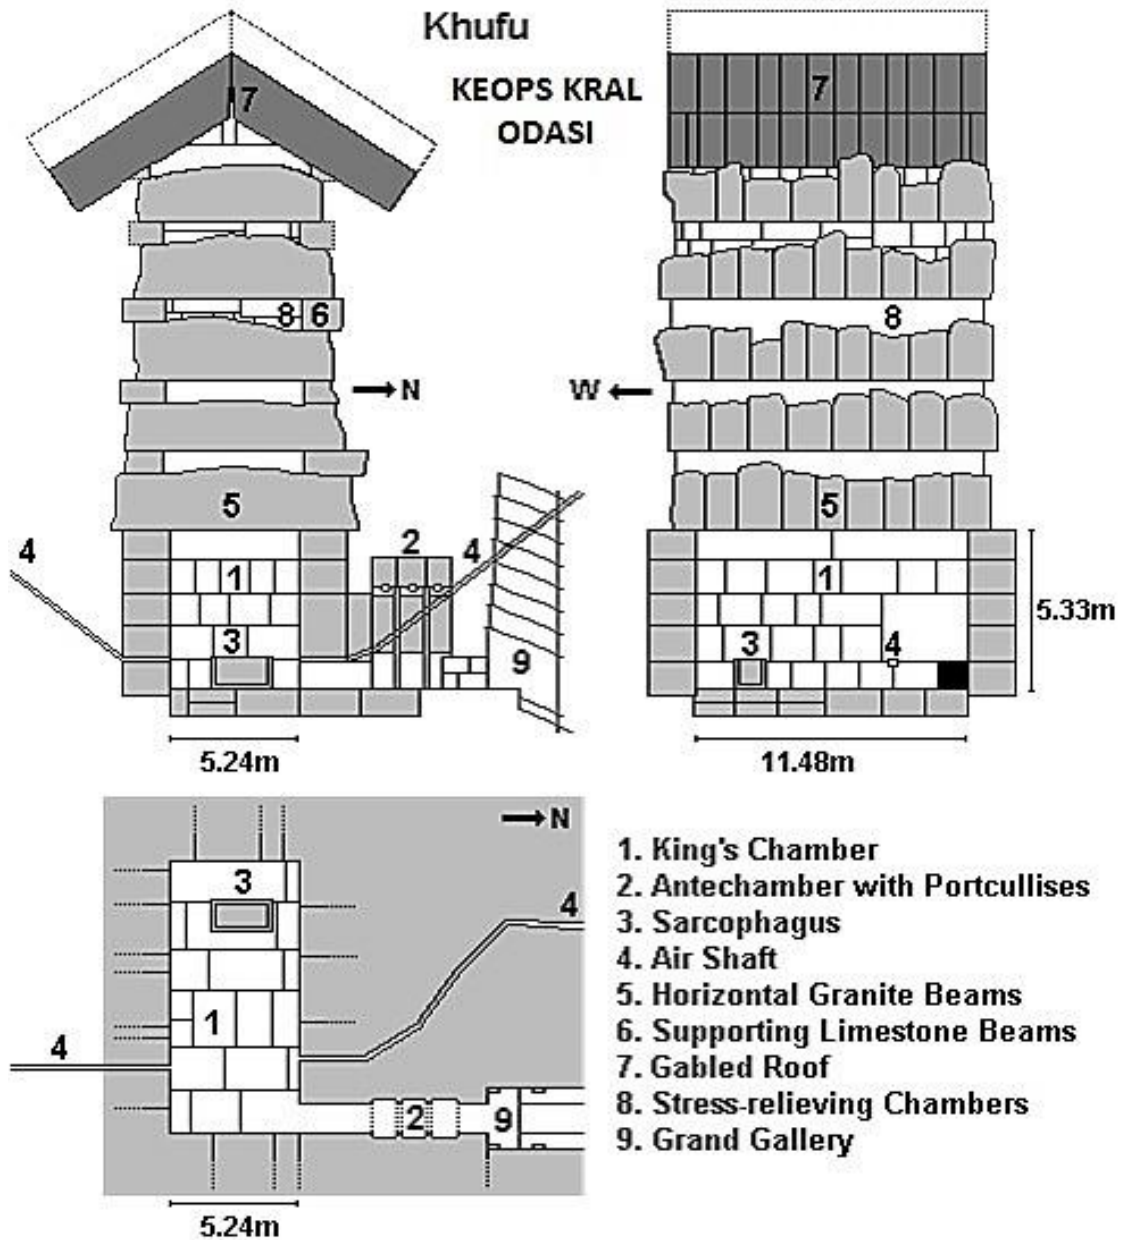 Khufu
KEOPS KRAL
ODASI
7
7
8
6
8
N
W
5
5
4
2
4
1
1
3
3
4
9
5.33m
5.24m
11.48m
N
3
4
1
4
2
9
5.24m
1. King's Chamber
2. Antechamber with Portcullises
3. Sarcophagus
4. Air Shaft
5. Horizontal Granite Beams
6. Supporting Limestone Beams
7. Gabled Roof
8. Stress-relieving Chambers
9. Grand Gallery